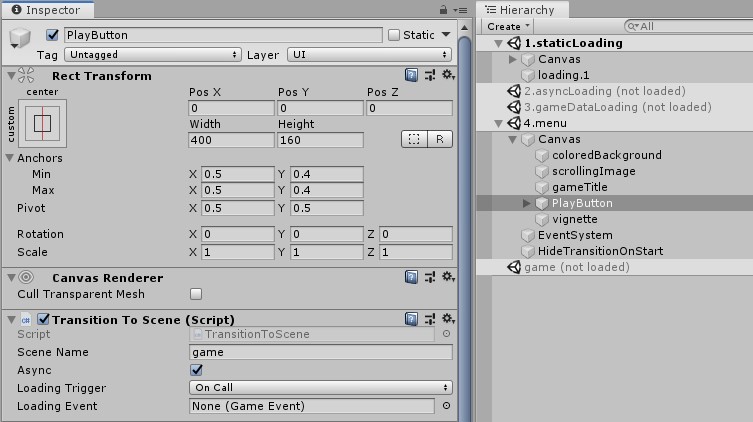 Inspector
PlayButton
Static
Tag Untagged Layer UI
Rect Transform
center
custom
Pos X Pos Y Pos Z
0 0 0
Width Height
400 160
R
Anchors
Min X 0.5 Y 0.4
Max X 0.5 Y 0.4
Pivot X 0.5 Y 0.5
Rotation X 0 Y 0 Z 0
Scale X 1 Y 1 Z 1
Canvas Renderer
Cull Transparent Mesh
Transition To Scene (Script)
Script TransitionToScene
Scene Name game
Async
Loading Trigger On Call
Loading Event None (Game Event)
Hierarchy
Create All
1.staticLoading
Canvas
loading.1
2.asyncLoading (not loaded)
3.gameDataLoading (not loaded)
4.menu
Canvas
coloredBackground
scrollingImage
gameTitle
PlayButton
vignette
EventSystem
HideTransitionOnStart
game (not loaded)